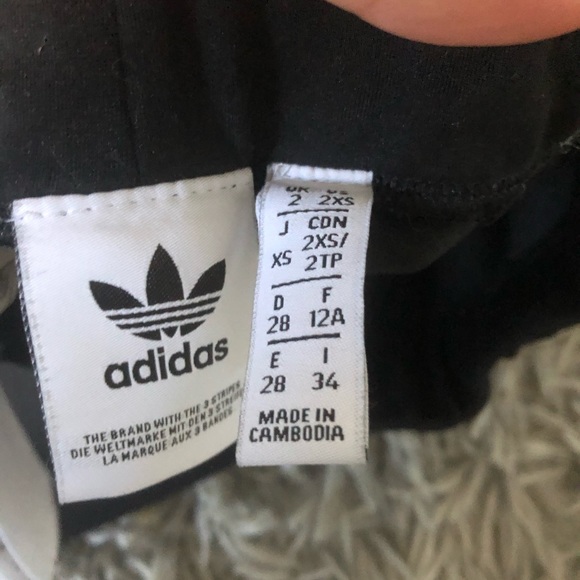 adidas
THE BRAND WITH THE 3 STRIPES
DIE WELTMARKE MIT DEN 3 STREIFEN
LA MARQUE AUX 3 BANDES
2 2XS
J CDN
XS 2XS/
2TP
D F
28 12A
E I
28 34
MADE IN
CAMBODIA